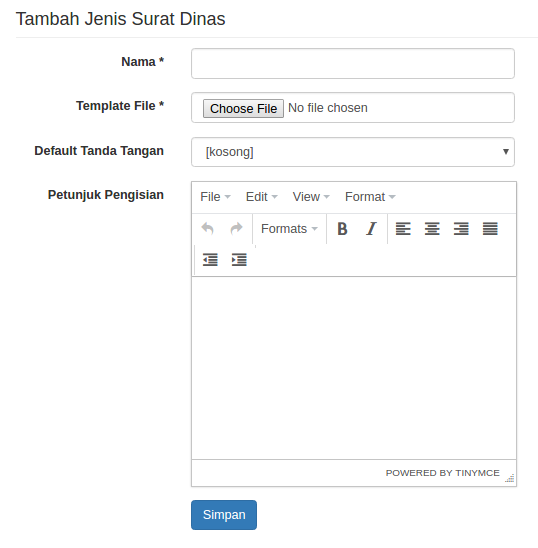 Tambah Jenis Surat Dinas
Nama *
Template File * Choose File No file chosen
Default Tanda Tangan [kosong]
Petunjuk Pengisian
File Edit View Format
Formats B I
POWERED BY TINYMCE
Simpan